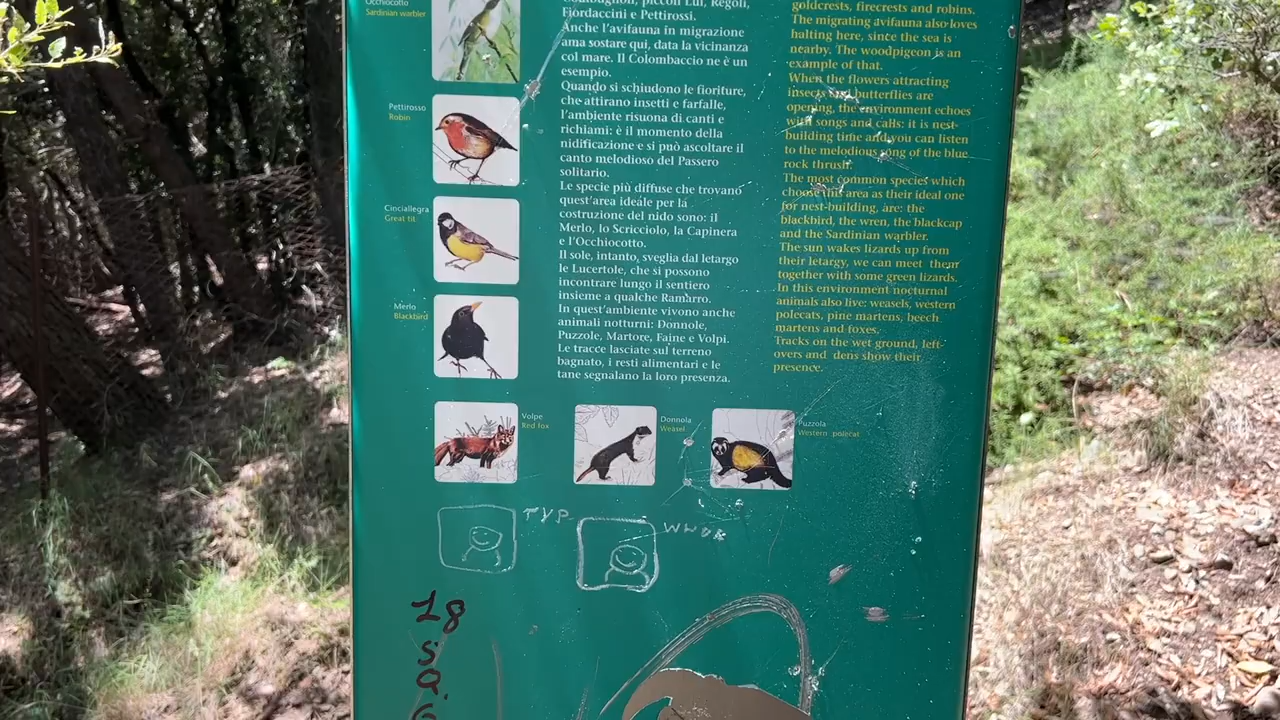 Occhiocotto
Sardinian warbler
Pettirosso
Robin
Cinciallegra
Great tit
Merlo
Blackbird
Codibugnoli, piccoli Luì, Regoli,
Fiordaccini e Pettirossi.
Anche l'avifauna in migrazione
ama sostare qui, data la vicinanza
col mare. Il Colombaccio ne è un
esempio.
Quando si schiudono le fioriture,
che attirano insetti e farfalle,
l'ambiente risuona di canti e
richiami: è il momento della
nidificazione e si può ascoltare il
canto melodioso del Passero
solitario.
Le specie più diffuse che trovano
quest'area ideale per la
costruzione del nido sono: il
Merlo, lo Scricciolo, la Capinera
e l'Occhiocotto.
Il sole, intanto, sveglia dal letargo
le Lucertole, che si possono
incontrare lungo il sentiero
insieme a qualche Ramarro.
In quest'ambiente vivono anche
animali notturni: Donnole,
Puzzole, Martore, Faine e Volpi.
Le tracce lasciate sul terreno
bagnato, i resti alimentari e le
tane segnalano la loro presenza.
goldcrests, firecrests and robins.
The migrating avifauna also loves
halting here, since the sea is
nearby. The woodpigeon is an
example of that.
When the flowers attracting
insects and butterflies are
opening, the environment echoes
with songs and calls: it is nest-
building time and you can listen
to the melodious song of the blue
rock thrush.
The most common species which
choose this area as their ideal one
for nest-building, are: the
blackbird, the wren, the blackcap
and the Sardinian warbler.
The sun wakes lizards up from
their letargy, we can meet them
together with some green lizards.
In this environment nocturnal
animals also live: weasels, western
polecats, pine martens, beech
martens and foxes.
Tracks on the wet ground, left-
overs and dens show their
presence.
Volpe
Red fox
Donnola
Weasel
Puzzola
Western polecat
TYP.
18
S.
Q.